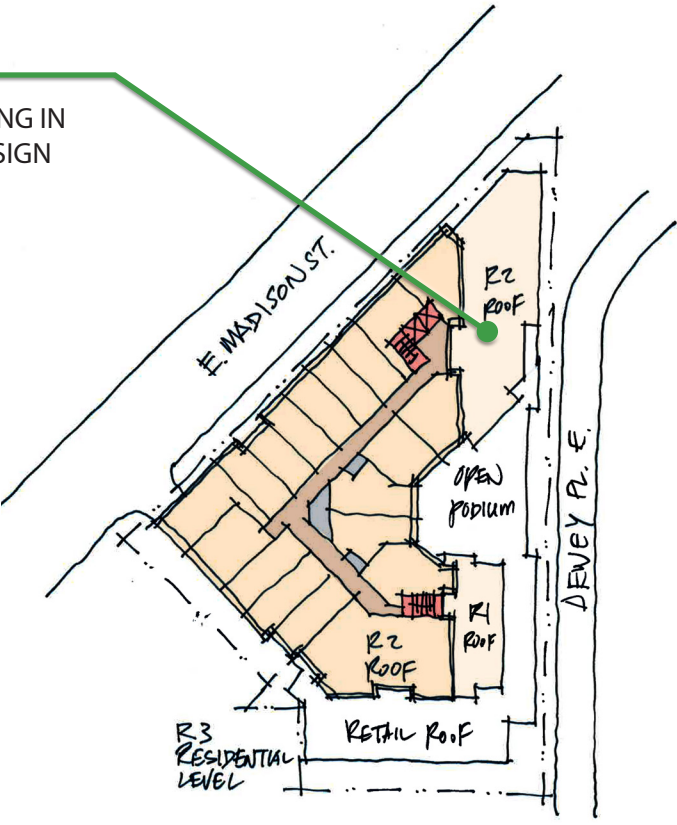 NG IN
SIGN
E. MADISON ST.
R2
ROOF
OPEN
PODIUM
DEWEY PL. E.
R1
ROOF
R2
ROOF
RETAIL ROOF
R3
RESIDENTIAL
LEVEL